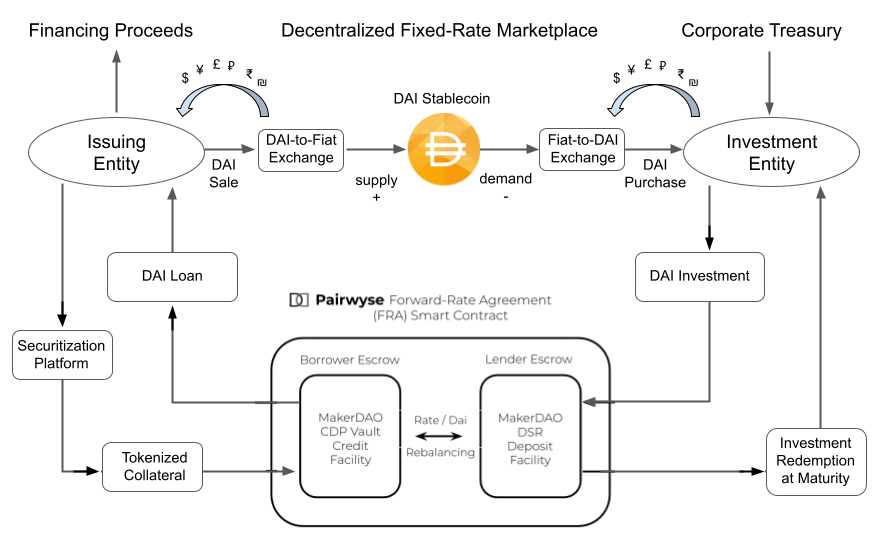 Financing Proceeds
Decentralized Fixed-Rate Marketplace
Corporate Treasury
$ ¥ £ ₽ ₹ ₪
$ ¥ £ ₽ ₹ ₪
DAI Stablecoin
Issuing
Entity
DAI
Sale
DAI-to-Fiat
Exchange
supply
+
demand
-
Fiat-to-DAI
Exchange
DAI
Purchase
Investment
Entity
DAI Loan
DAI Investment
Pairwyse Forward-Rate Agreement
(FRA) Smart Contract
Securitization
Platform
Borrower Escrow
Lender Escrow
MakerDAO
CDP Vault
Credit
Facility
Rate / Dai
Rebalancing
MakerDAO
DSR
Deposit
Facility
Tokenized
Collateral
Investment
Redemption
at Maturity